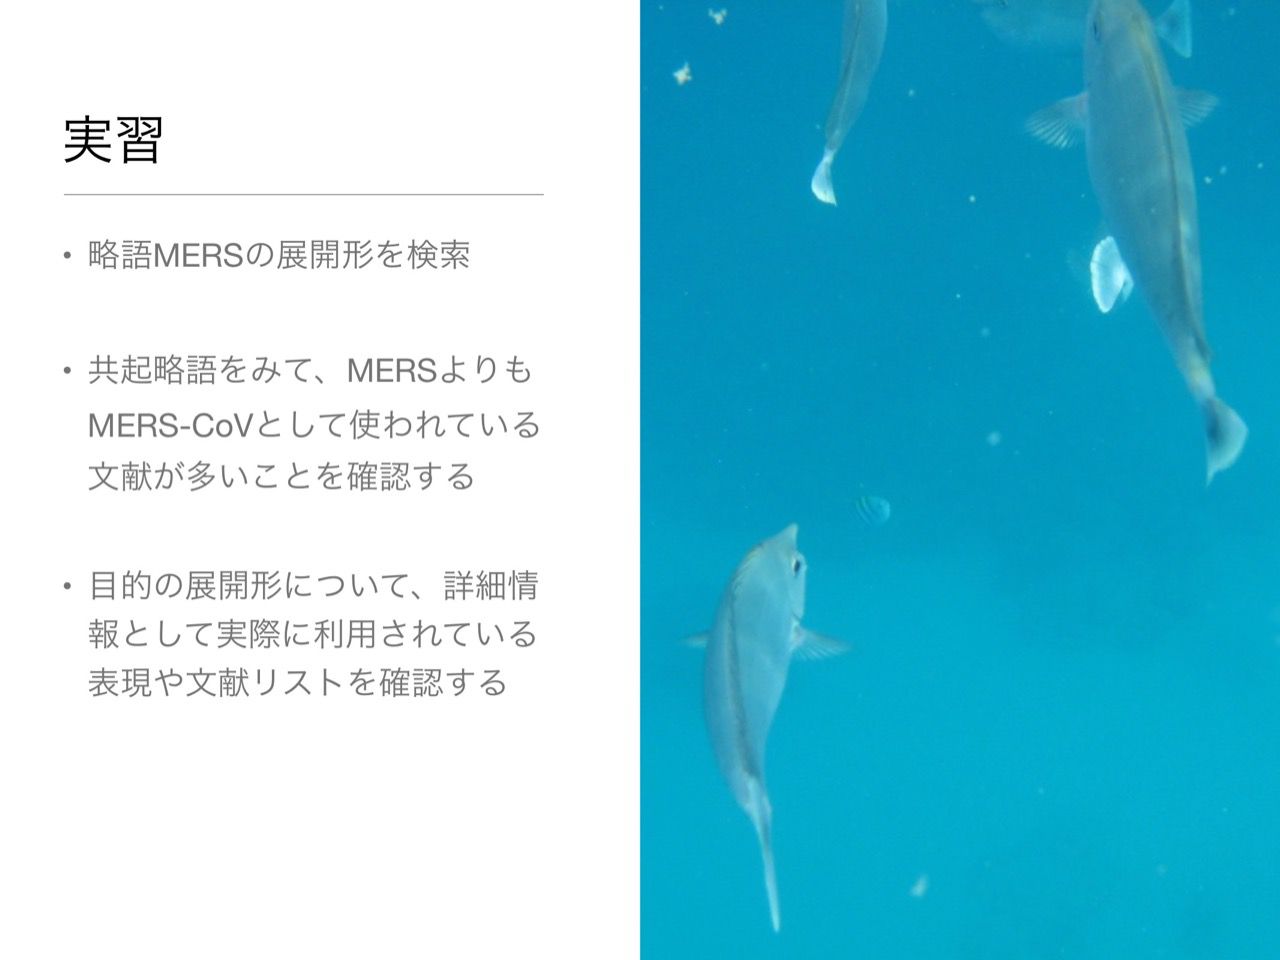 実習
• 略語MERSの展開形を検索
• 共起略語をみて、MERSよりも
MERS-CoVとして使われている
文献が多いことを確認する
• 目的の展開形について、詳細情
報として実際に利用されている
表現や文献リストを確認する